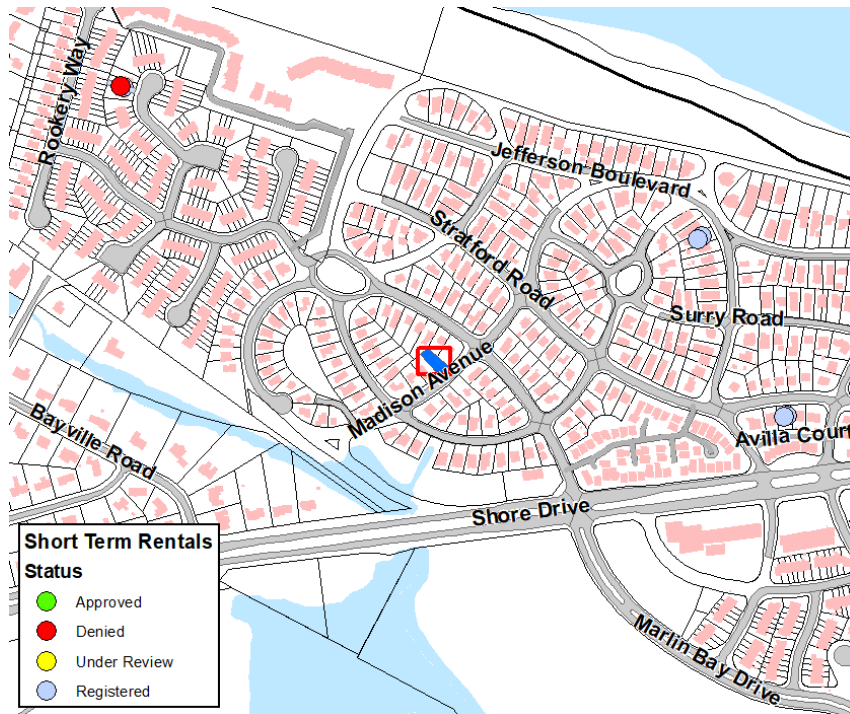 Rookery Way
Jefferson Boulevard
Stratford Road
Surry Road
Madison Avenue
Bayville Road
Avilla Court
Shore Drive
Marlin Bay Drive
Short Term Rentals
Status
Approved
Denied
Under Review
Registered